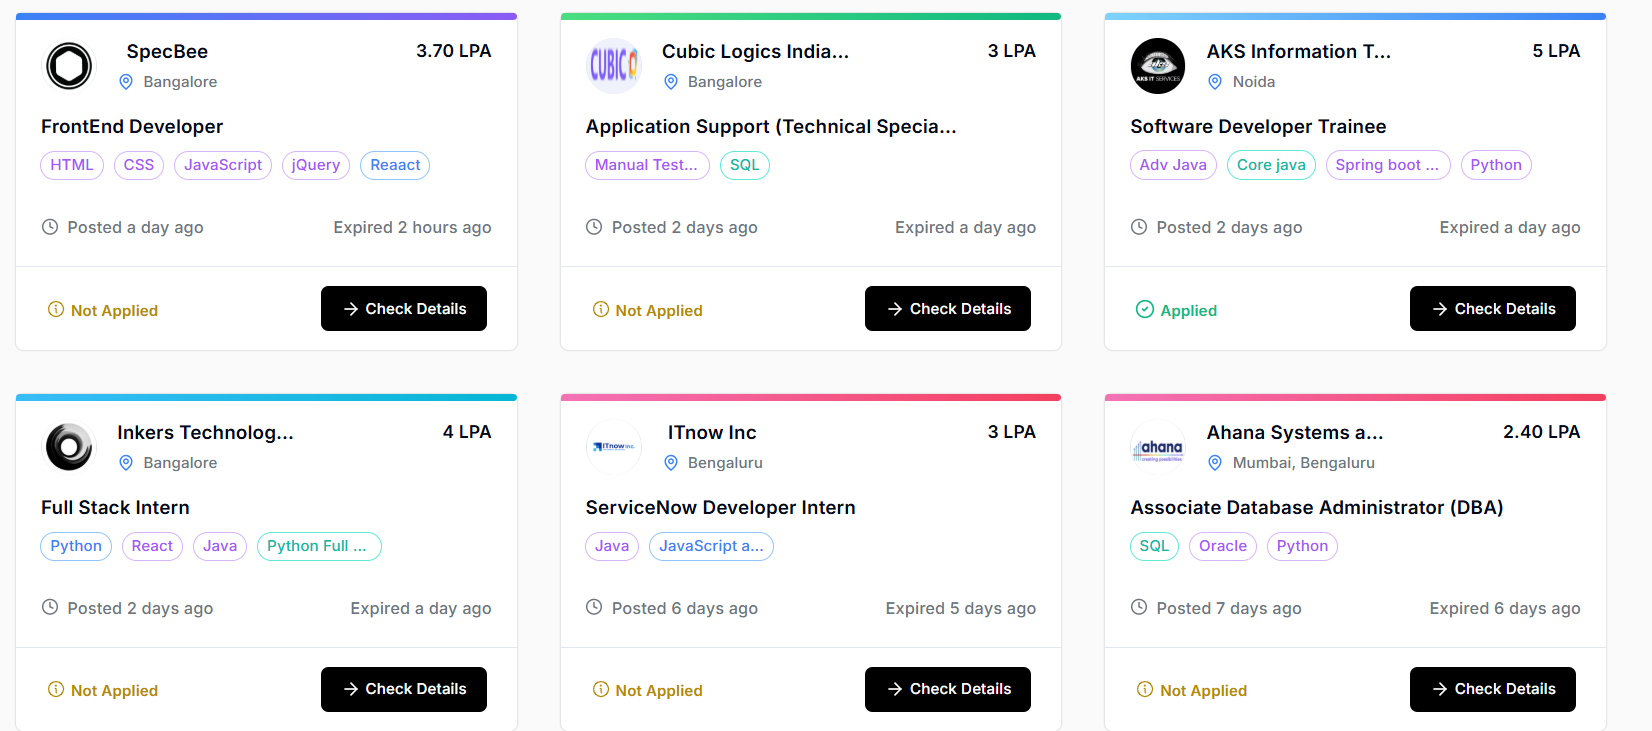 SpecBee
3.70 LPA
Bangalore
FrontEnd Developer
HTML CSS JavaScript jQuery Reaact
Posted a day ago
Expired 2 hours ago
Not Applied
Check Details
CUBIC
Cubic Logics India...
3 LPA
Bangalore
Application Support (Technical Specia...
Manual Test... SQL
Posted 2 days ago
Expired a day ago
Not Applied
Check Details
AKS IT SERVICES
AKS Information T...
5 LPA
Noida
Software Developer Trainee
Adv Java Core java Spring boot ... Python
Posted 2 days ago
Expired a day ago
Applied
Check Details
Inkers Technolog...
4 LPA
Bangalore
Full Stack Intern
Python React Java Python Full ...
Posted 2 days ago
Expired a day ago
Not Applied
Check Details
ITnow Inc.
ITnow Inc
3 LPA
Bengaluru
ServiceNow Developer Intern
Java JavaScript a...
Posted 6 days ago
Expired 5 days ago
Not Applied
Check Details
ahana
creating possibilities
Ahana Systems a...
2.40 LPA
Mumbai, Bengaluru
Associate Database Administrator (DBA)
SQL Oracle Python
Posted 7 days ago
Expired 6 days ago
Not Applied
Check Details